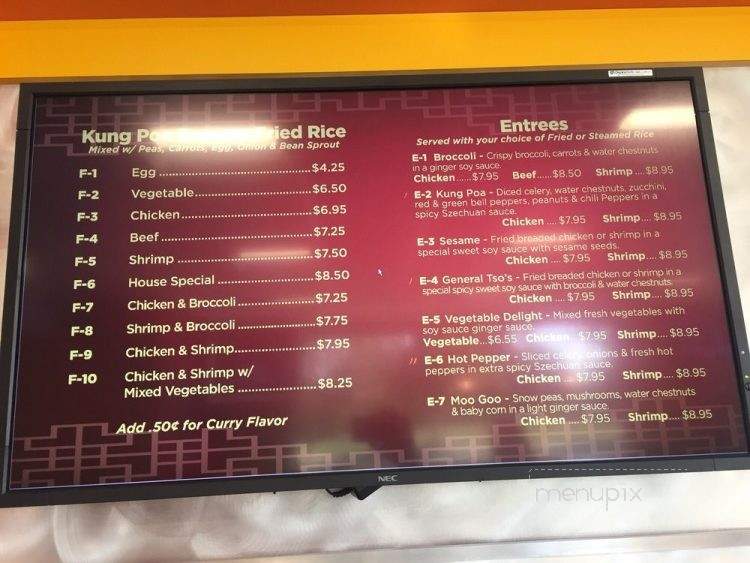 Kung Fried Rice
Mixed w/ Peas, Carrots, Egg, Onion & Bean Sprout
F-1 Egg $4.25
F-2 Vegetable $6.50
F-3 Chicken $6.95
F-4 Beef $7.25
F-5 Shrimp $7.50
F-6 House Special $8.50
F-7 Chicken & Broccoli $7.25
F-8 Shrimp & Broccoli $7.75
F-9 Chicken & Shrimp $7.95
F-10 Chicken & Shrimp w/
Mixed Vegetables $8.25
Add .50¢ for Curry Flavor
Entrees
Served with your choice of Fried or Steamed Rice
E-1 Broccoli - Crispy broccoli, carrots & water chestnuts
in a ginger soy sauce.
Chicken......$7.95 Beef.....$8.50 Shrimp....$8.95
E-2 Kung Poa - Diced celery, water chestnuts, zucchini,
red & green bell peppers, peanuts & chili Peppers in a
spicy Szechuan sauce.
Chicken .... $7.95 Shrimp.... $8.95
E-3 Sesame - Fried breaded chicken or shrimp in a
special sweet soy sauce with sesame seeds.
Chicken .... $7.95 Shrimp.... $8.95
E-4 General Tso's - Fried breaded chicken or shrimp in a
special spicy sweet soy sauce with broccoli & water chestnuts.
Chicken .... $7.95 Shrimp.... $8.95
E-5 Vegetable Delight - Mixed fresh vegetables with
soy sauce ginger sauce.
Vegetable...$6.55 Chicken $7.95 Shrimp.... $8.95
E-6 Hot Pepper - Sliced celery, onions & fresh hot
peppers in extra spicy Szechuan sauce.
Chicken .... $7.95 Shrimp.... $8.95
E-7 Moo Goo - Snow peas, mushrooms, water chestnuts
& baby corn in a light ginger sauce.
Chicken .... $7.95 Shrimp.... $8.95
NEC
menupix